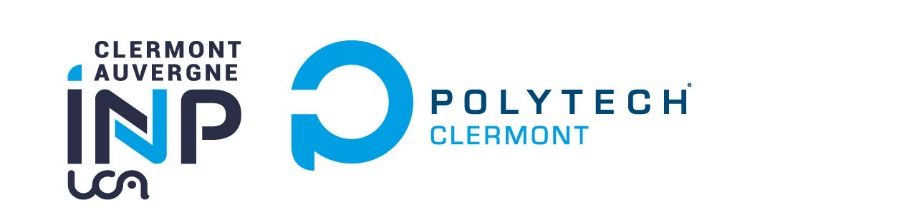 CLERMONT
AUVERGNE
INP
UCA
POLYTECH
CLERMONT